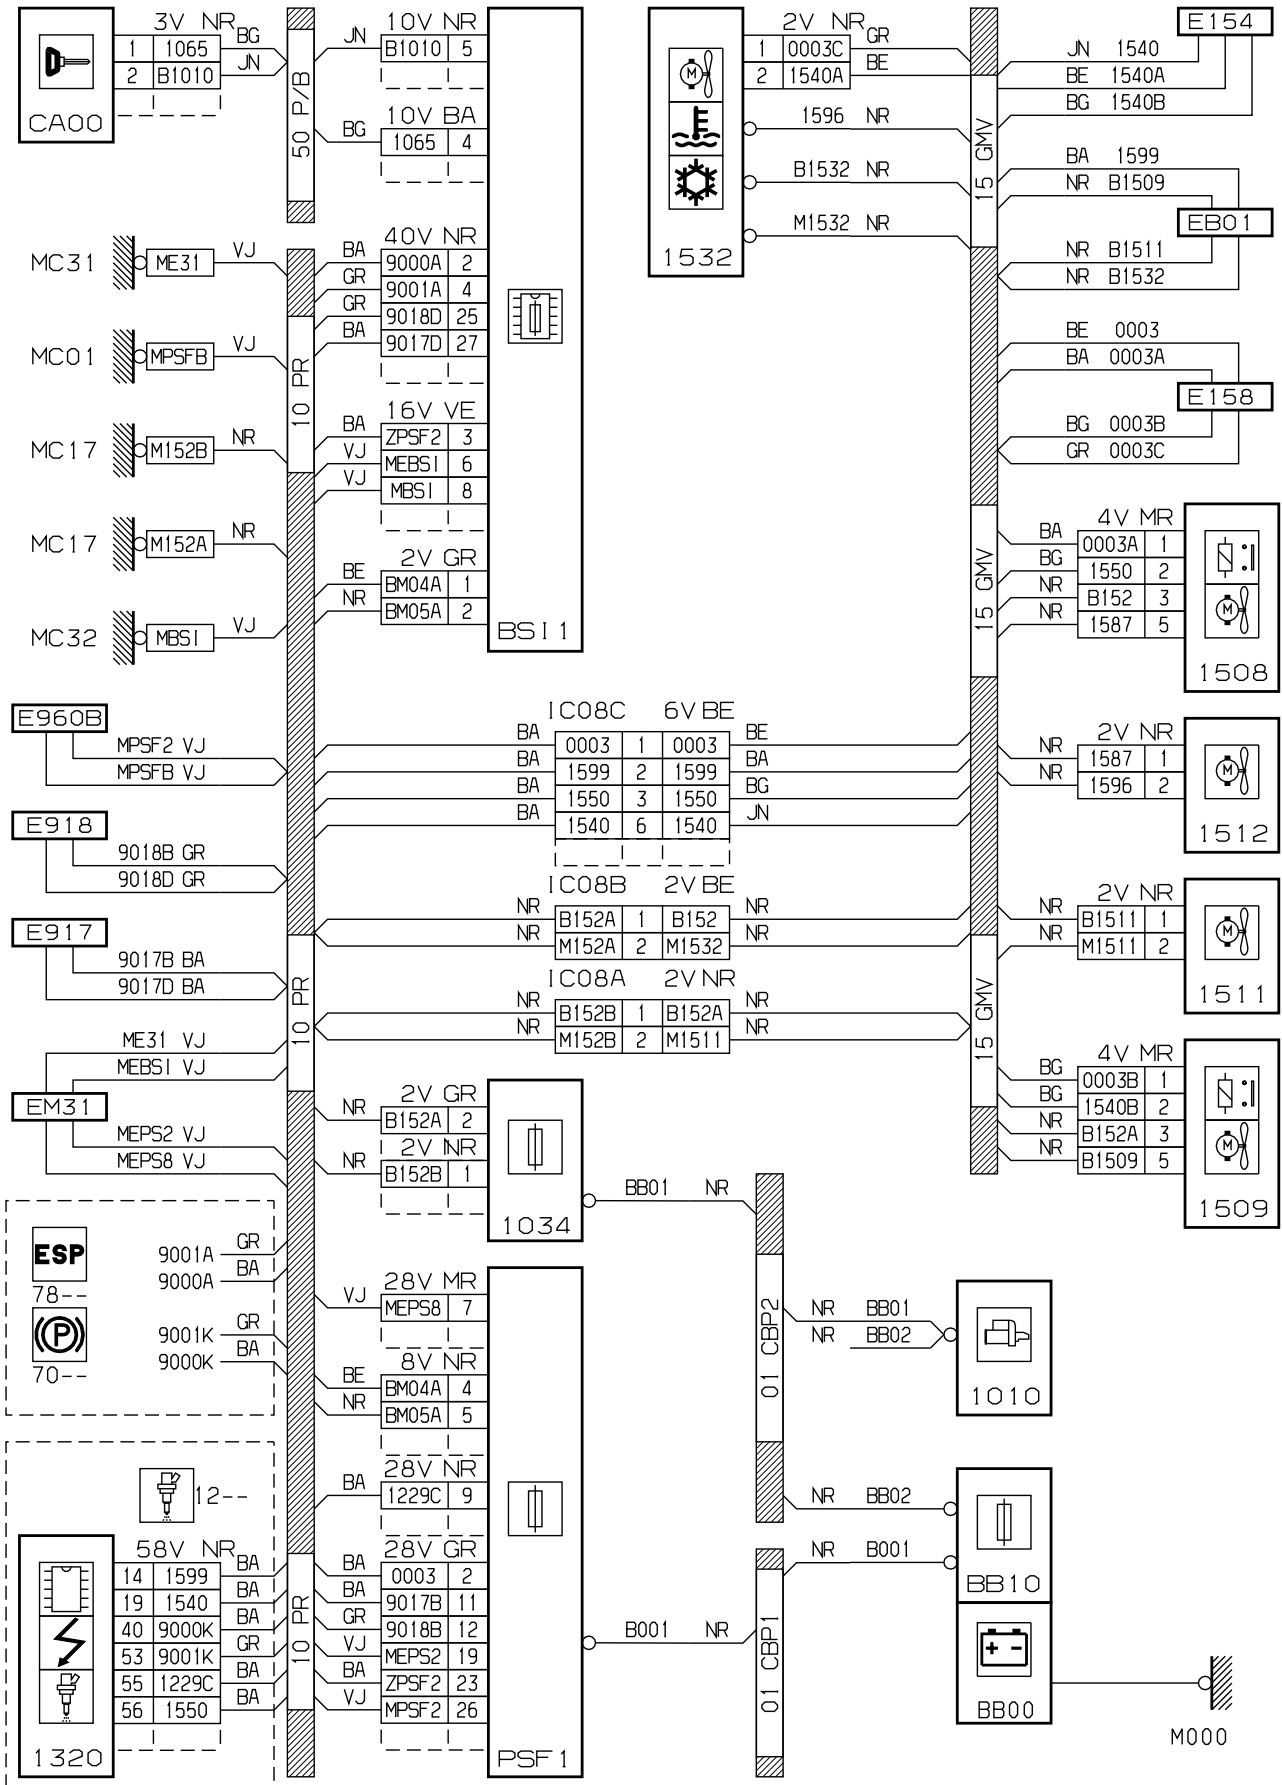 3V NR
1 1065 BG
2 B1010 JN
CA00
50 P/B
10V NR
JN B1010 5
10V BA
BG 1065 4
40V NR
BA 9000A 2
GR 9001A 4
GR 9018D 25
BA 9017D 27
16V VE
BA ZPSF2 3
VJ MEBSI 6
VJ MBSI 8
2V GR
BE BM04A 1
NR BM05A 2
BSI1
MC31 ME31 VJ
MC01 MPSFB VJ
MC17 M152B NR
MC17 M152A NR
MC32 MBSI VJ
10 PR
2V NR
1 0003C GR
2 1540A BE
1596 NR
B1532 NR
M1532 NR
1532
15 GMV
E154
JN 1540
BE 1540A
BG 1540B
BA 1599
NR B1509
EB01
NR B1511
NR B1532
BE 0003
BA 0003A
E158
BG 0003B
GR 0003C
15 GMV
4V MR
BA 0003A 1
BG 1550 2
NR B152 3
NR 1587 5
1508
E960B
MPSF2 VJ
MPSFB VJ
E918
9018B GR
9018D GR
E917
9017B BA
9017D BA
ME31 VJ
MEBSI VJ
EM31
MEPS2 VJ
MEPS8 VJ
10 PR
IC08C 6V BE
BA 0003 1 0003 BE
BA 1599 2 1599 BA
BA 1550 3 1550 BG
BA 1540 6 1540 JN
IC08B 2V BE
NR B152A 1 B152 NR
NR M152A 2 M1532 NR
IC08A 2V NR
NR B152B 1 B152A NR
NR M152B 2 M1511 NR
2V NR
NR 1587 1
NR 1596 2
1512
2V NR
NR B1511 1
NR M1511 2
1511
15 GMV
4V MR
BG 0003B 1
BG 1540B 2
NR B152A 3
NR B1509 5
1509
2V GR
NR B152A 2
2V NR
NR B152B 1
1034
BB01 NR
ESP
78--
9001A GR
9000A BA
P
70--
9001K GR
9000K BA
28V MR
VJ MEPS8 7
8V NR
BE BM04A 4
NR BM05A 5
28V NR
BA 1229C 9
28V GR
BA 0003 2
BA 9017B 11
GR 9018B 12
VJ MEPS2 19
BA ZPSF2 23
VJ MPSF2 26
PSF1
B001 NR
12--
58V NR
14 1599 BA
19 1540 BA
40 9000K BA
53 9001K GR
55 1229C BA
56 1550 BA
1320
10 PR
01 CBP2
NR BB01
NR BB02
1010
NR BB02
01 CBP1
NR B001
BB10
+ -
BB00
M000
M
M
M
M
M